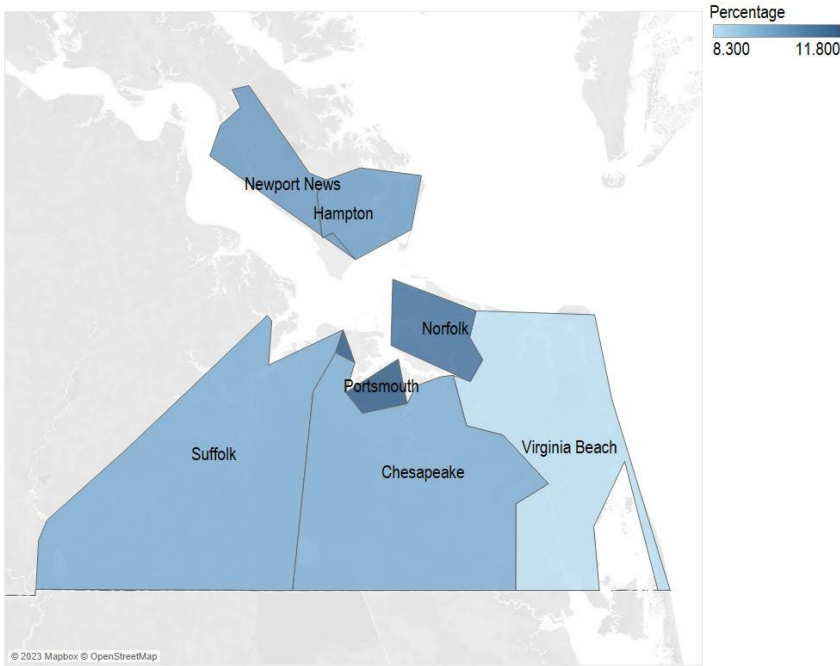 Percentage
8.300 11.800
Newport News
Hampton
Norfolk
Portsmouth
Suffolk
Virginia Beach
Chesapeake
© 2023 Mapbox © OpenStreetMap